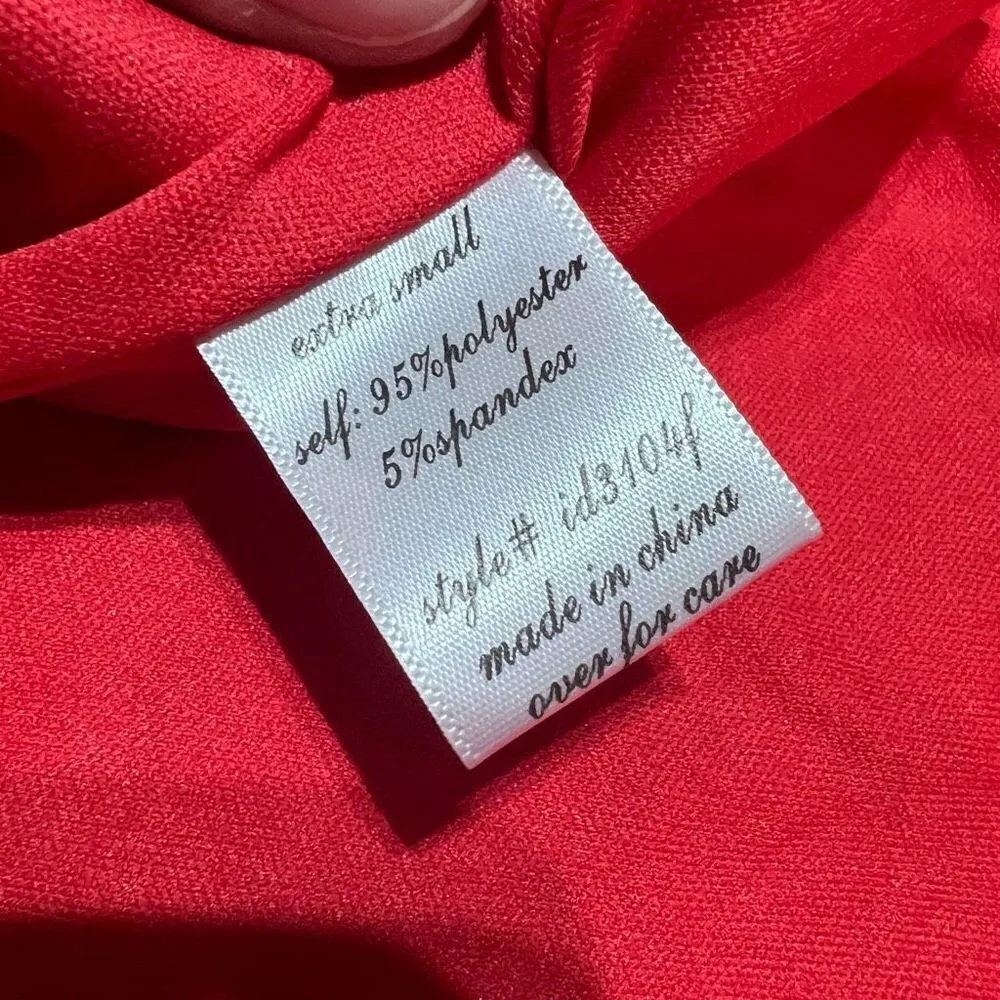 extra small
self: 95%polyester
5%spandex
style# id3104f
made in china
over for care